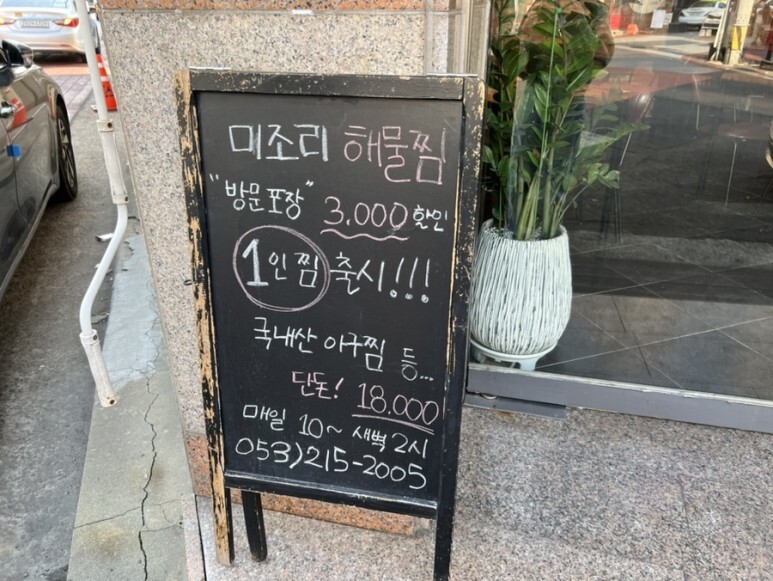 미조리 해물찜
"방문포장" 3.000 할인
1인찜 출시!!!
국내산 아구찜 등...
단돈! 18.000
매일 10~ 새벽 2시
053)215-2005